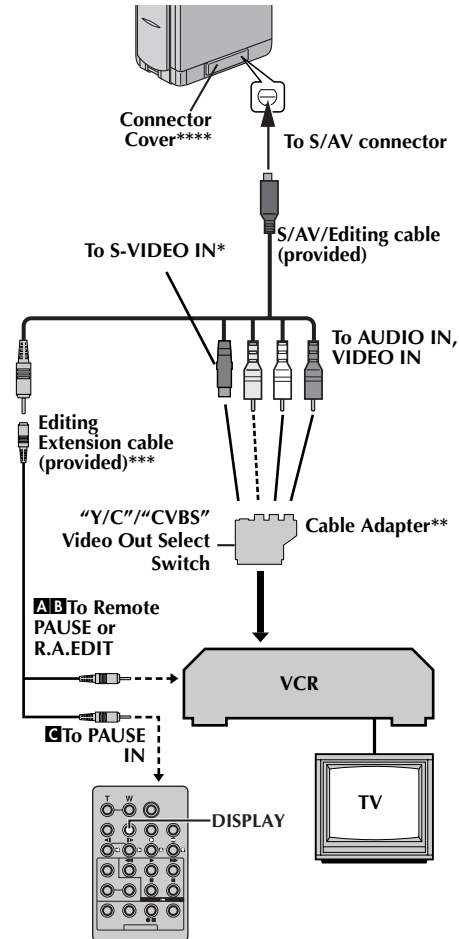 Connector
Cover****
To S/AV connector
S/AV/Editing cable
(provided)
To S-VIDEO IN*
To AUDIO IN,
VIDEO IN
Editing
Extension cable
(provided)***
"Y/C"/"CVBS"
Video Out Select
Switch
Cable Adapter**
A B To Remote
PAUSE or
R.A.EDIT
VCR
C To PAUSE
IN
TV
T W
DISPLAY